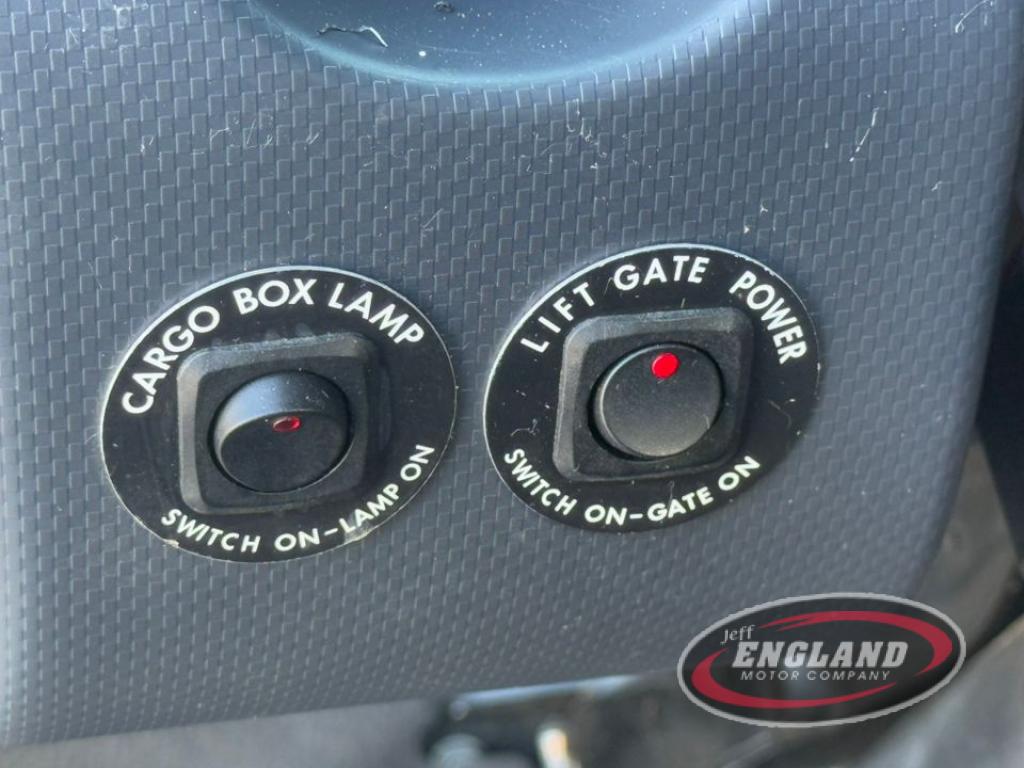 CARGO BOX LAMP
SWITCH ON-LAMP ON
LIFT GATE POWER
SWITCH ON-GATE ON
Jeff
ENGLAND
MOTOR COMPANY